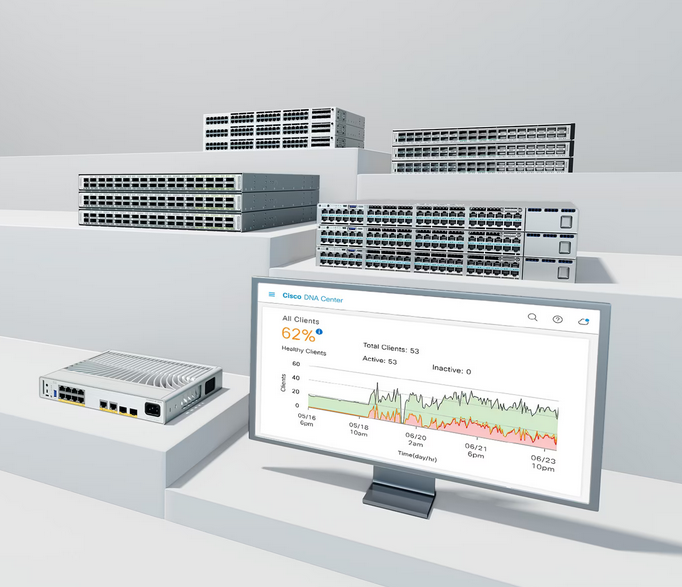 Cisco DNA Center
All Clients
62%
Healthy Clients
Total Clients: 53
Active: 53
Inactive: 0
Clients
60
40
20
0
05/16
6pm
05/18
10am
06/20
2am
06/21
6pm
06/23
10pm
Time(day/hr)